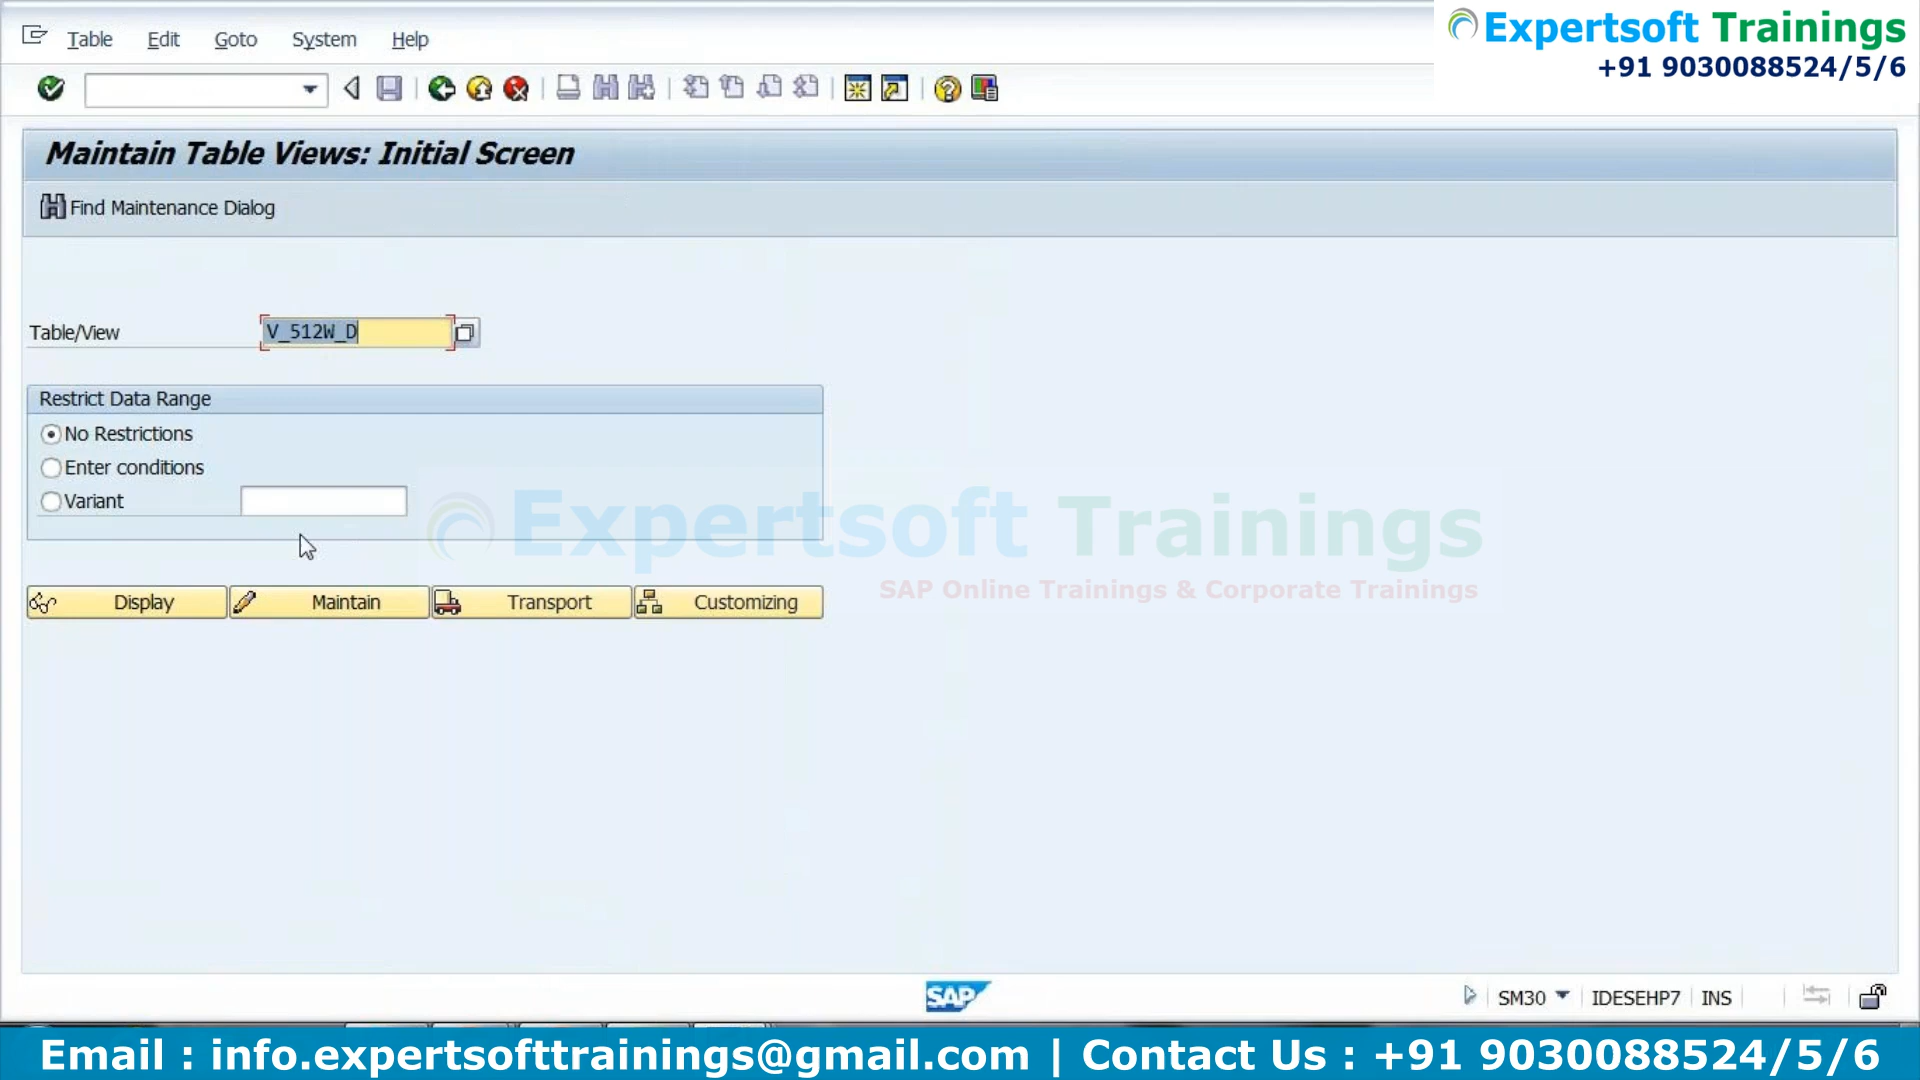 Table Edit Goto System Help
Expertsoft Trainings
+91 9030088524/5/6
Maintain Table Views: Initial Screen
Find Maintenance Dialog
Table/View V_512W_D
Restrict Data Range
No Restrictions
Enter conditions
Variant
Expertsoft Trainings
SAP Online Trainings & Corporate Trainings
Display Maintain Transport Customizing
SAP SM30 IDESEHP7 INS
Email : info.expertsofttrainings@gmail.com | Contact Us : +91 9030088524/5/6